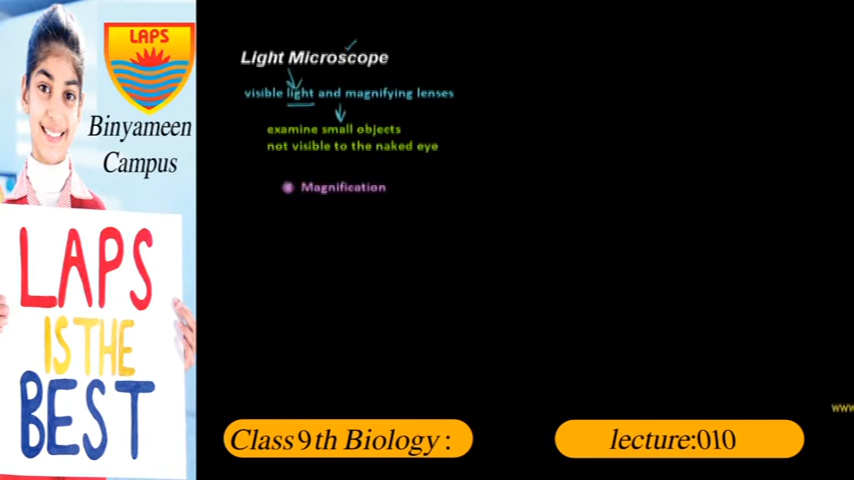 LAPS
Binyameen
Campus
LAPS
IS THE
BEST
Light Microscope
visible light and magnifying lenses
examine small objects
not visible to the naked eye
Magnification
www
Class 9th Biology :
lecture:010